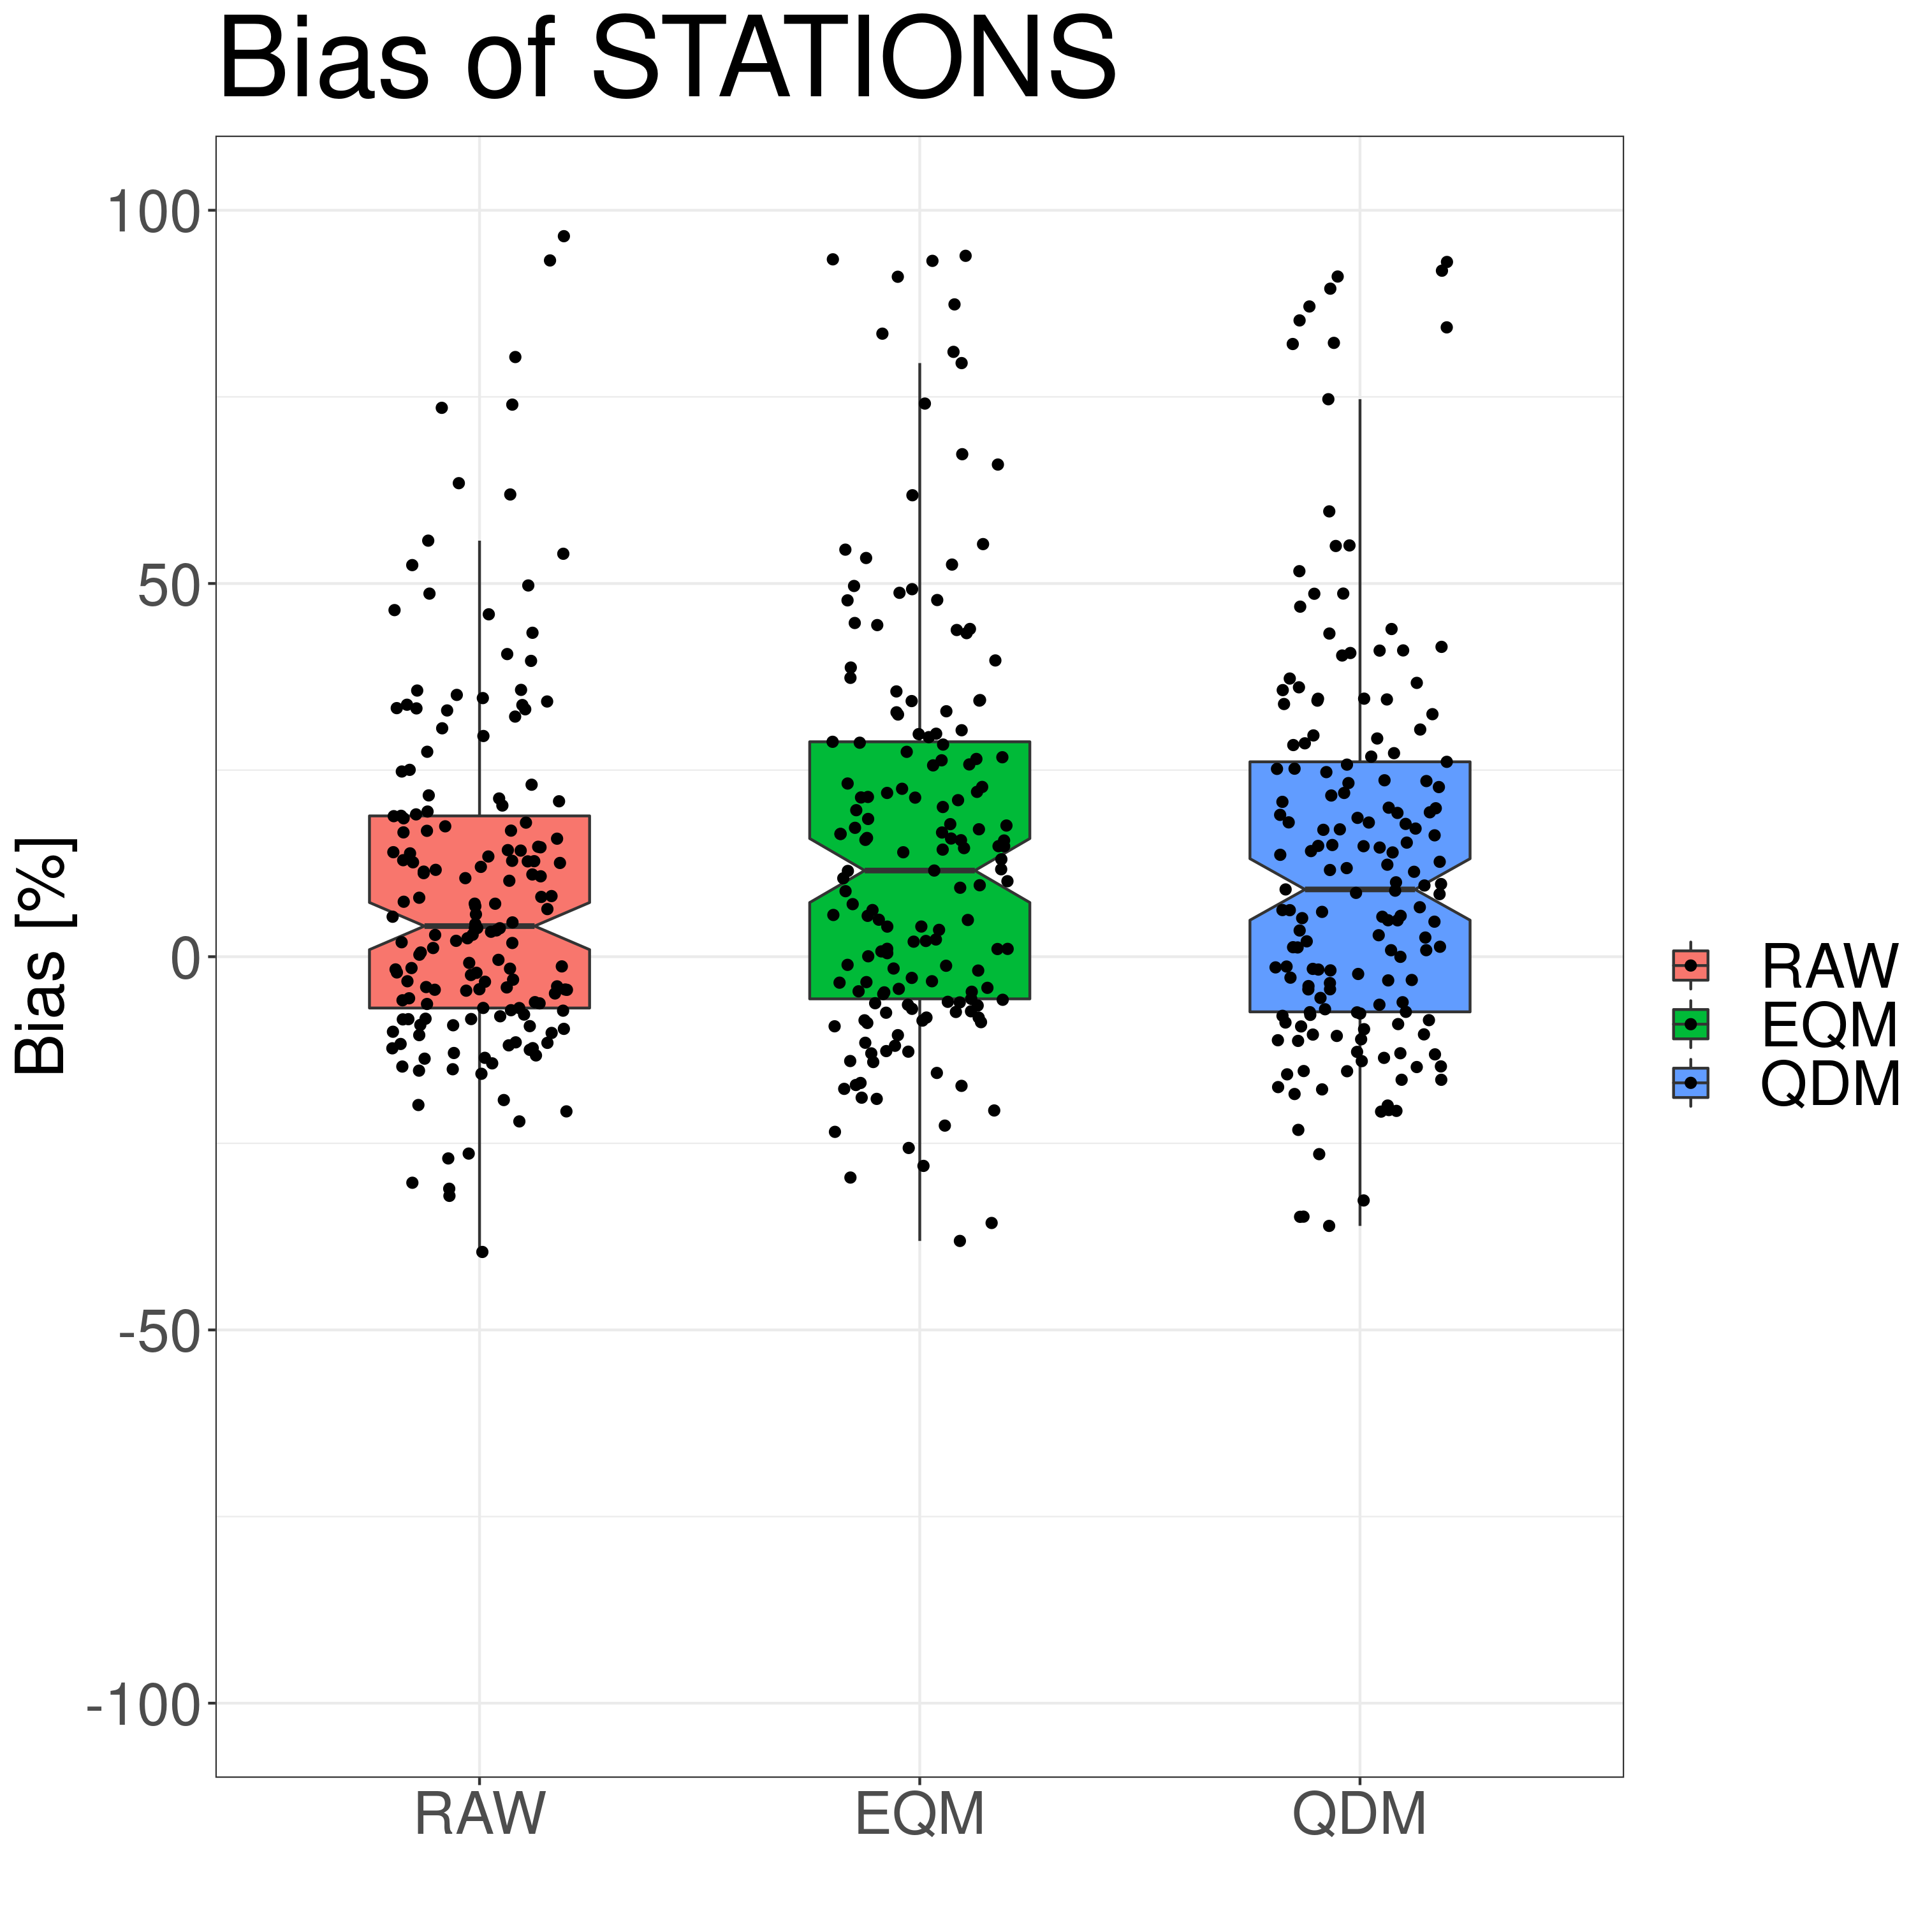 Bias of STATIONS
100
50
0
-50
-100
Bias [%]
RAW
EQM
QDM
RAW
EQM
QDM